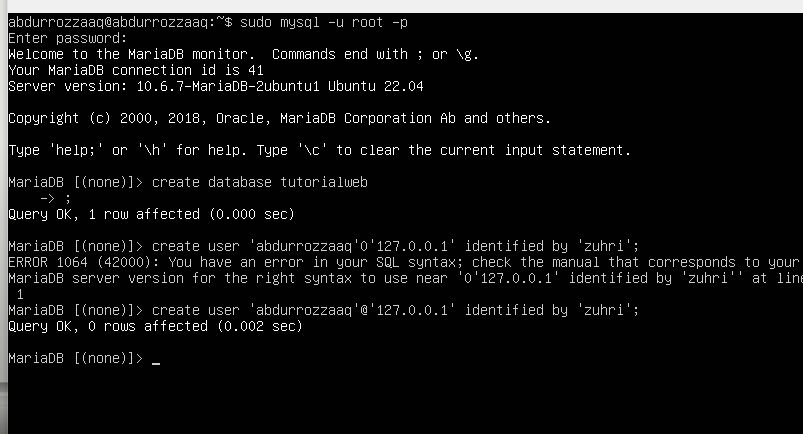 abdurrozzaaq@abdurrozzaaq:~$ sudo mysql -u root -p
Enter password:
Welcome to the MariaDB monitor.  Commands end with ; or \g.
Your MariaDB connection id is 41
Server version: 10.6.7-MariaDB-2ubuntu1 Ubuntu 22.04
Copyright (c) 2000, 2018, Oracle, MariaDB Corporation Ab and others.
Type 'help;' or '\h' for help. Type '\c' to clear the current input statement.
MariaDB [(none)]> create database tutorialweb
    -> ;
Query OK, 1 row affected (0.000 sec)
MariaDB [(none)]> create user 'abdurrozzaaq'0'127.0.0.1' identified by 'zuhri';
ERROR 1064 (42000): You have an error in your SQL syntax; check the manual that corresponds to your
MariaDB server version for the right syntax to use near '0'127.0.0.1' identified by 'zuhri'' at line
 1
MariaDB [(none)]> create user 'abdurrozzaaq'@'127.0.0.1' identified by 'zuhri';
Query OK, 0 rows affected (0.002 sec)
MariaDB [(none)]> _